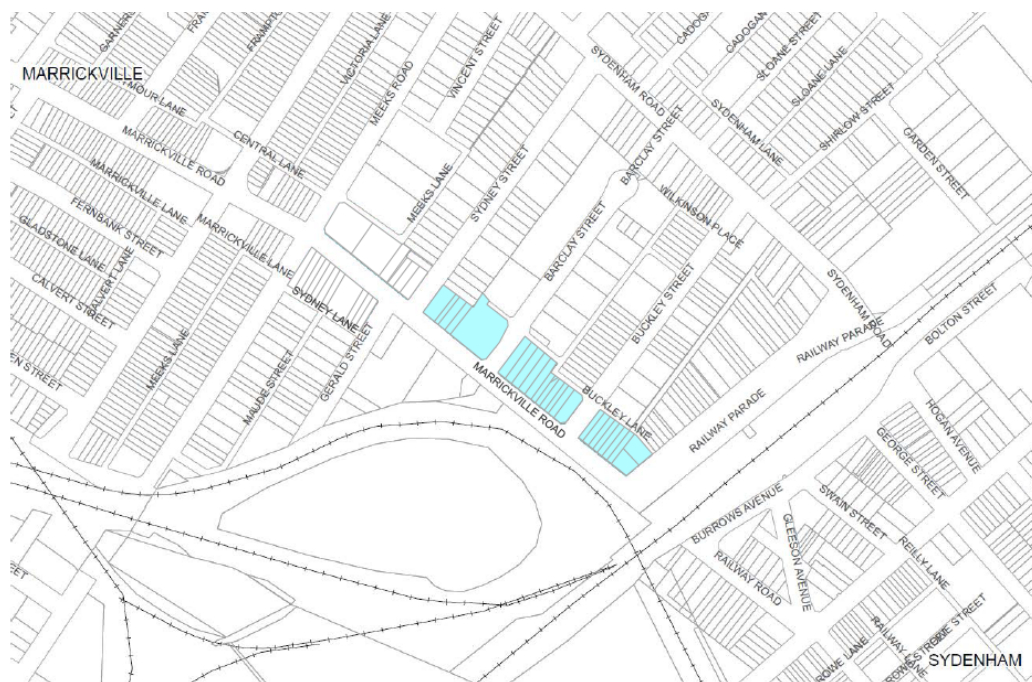 CADOGAN
CADOGAN
SLOANE STREET
SLOANE LANE
SHIRLOW STREET
GARDEN STREET
VICTORIA LANE
MEEKS ROAD
VINCENT STREET
SYDENHAM ROAD
SYDENHAM LANE
MARRICKVILLE
CENTRAL LANE
MARRICKVILLE ROAD
MARRICKVILLE LANE
FERNBANK STREET
GLADSTONE LANE
CALVERT STREET
MARRICKVILLE LANE
SYDNEY LANE
MEEKS LANE
SYDNEY STREET
BARCLAY STREET
BARCLAY STREET
WILKINSON PLACE
BUCKLEY STREET
SYDENHAM ROAD
RAILWAY PARADE
BOLTON STREET
MEEKS LANE
MAUDE STREET
GERALD STREET
MARRICKVILLE ROAD
BUCKLEY LANE
RAILWAY PARADE
HOGAN AVENUE
GEORGE STREET
SWAIN STREET
BURROWS AVENUE
GLEESON AVENUE
REILLY LANE
RAILWAY ROAD
SYDENHAM